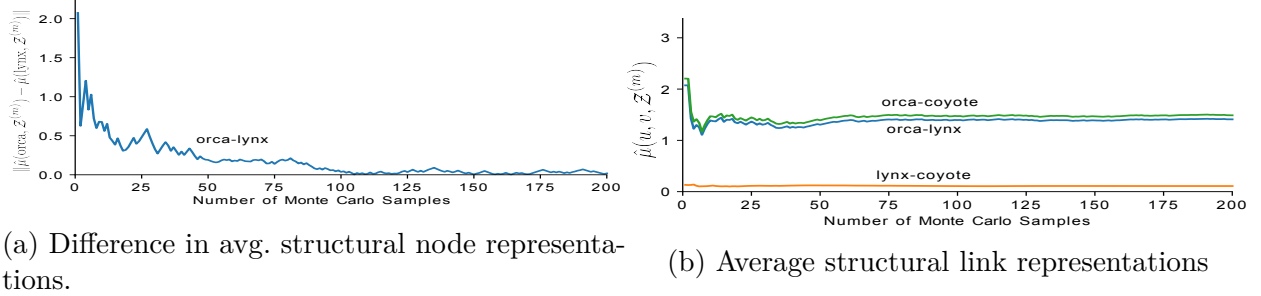 ‖μ̂(orca, Z^(m)) − μ̂(lynx, Z^(m))‖
2.0
1.5
1.0
0.5
0.0
orca-lynx
0 25 50 75 100 125 150 175 200
Number of Monte Carlo Samples
(a) Difference in avg. structural node representa-
tions.
μ̂(u, v, Z^(m))
3
2
1
0
orca-coyote
orca-lynx
lynx-coyote
0 25 50 75 100 125 150 175 200
Number of Monte Carlo Samples
(b) Average structural link representations